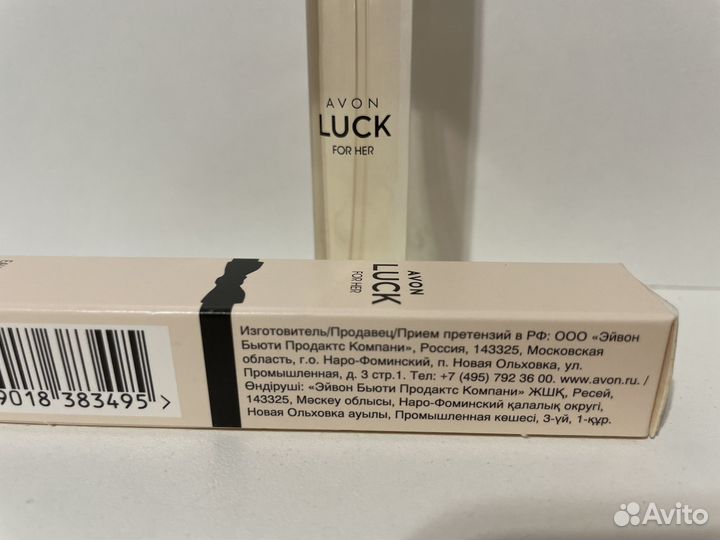 AVON
LUCK
FOR HER
AVON
LUCK
FOR HER
Изготовитель/Продавец/Прием претензий в РФ: ООО «Эйвон
Бьюти Продактс Компани», Россия, 143325, Московская
область, г.о. Наро-Фоминский, п. Новая Ольховка, ул.
Промышленная, д. 3 стр.1. Тел: +7 (495) 792 36 00. www.avon.ru. /
Өндіруші: «Эйвон Бьюти Продактс Компани» ЖШҚ, Ресей,
143325, Мәскеу облысы, Наро-Фоминский қалалық округі,
Новая Ольховка ауылы, Промышленная көшесі, 3-үй, 1-құр.
9018 383495 >
Avito